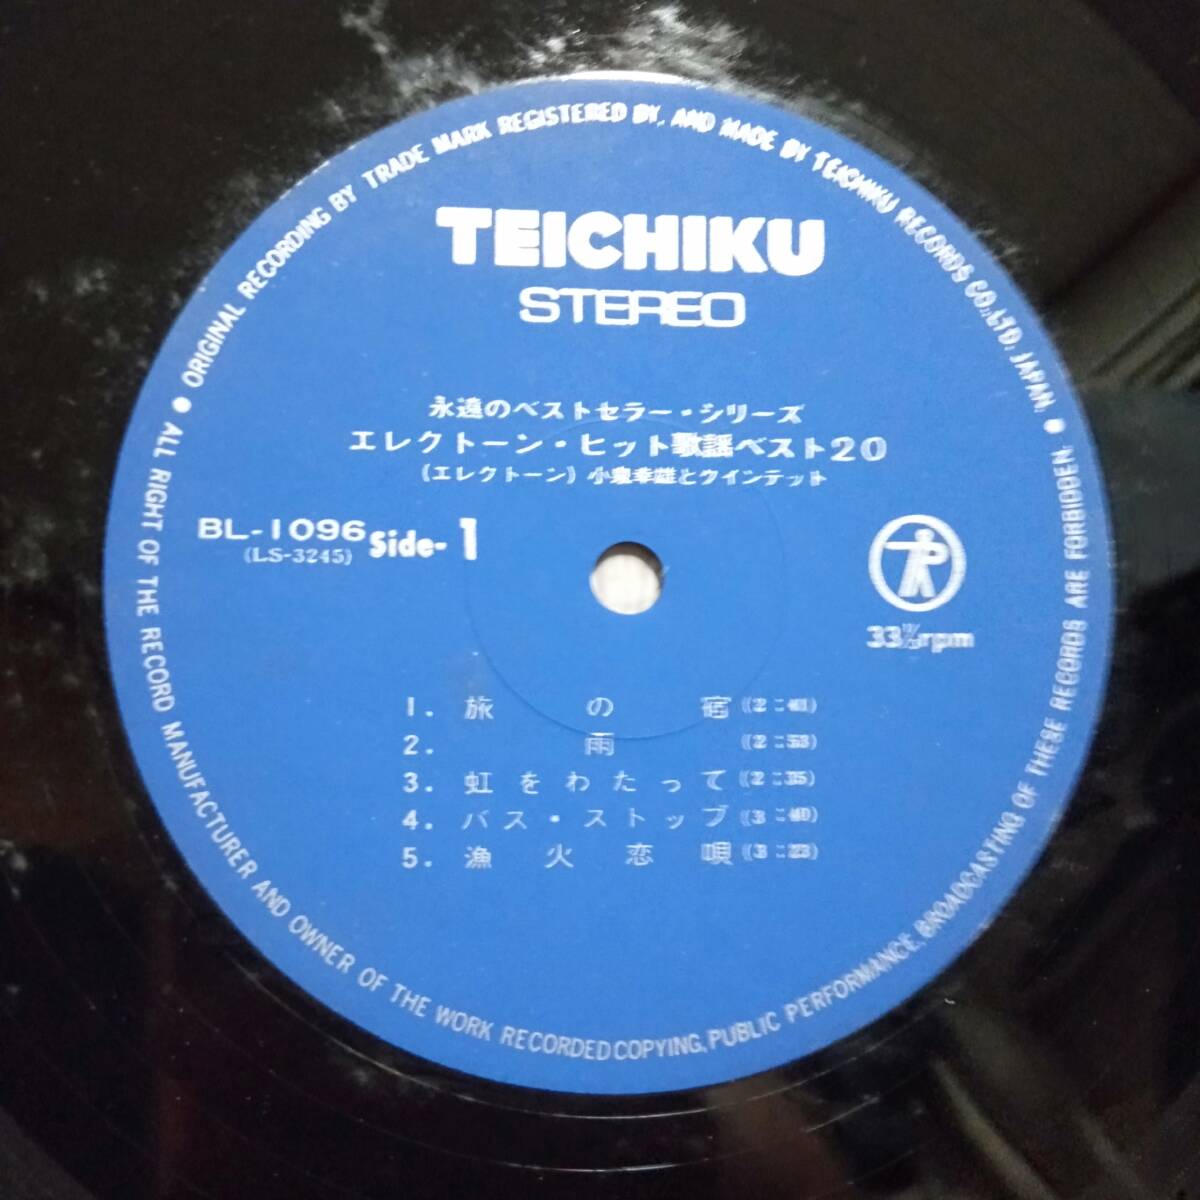 ORIGINAL RECORDING BY TRADE MARK REGISTERED BY, AND MADE BY TEICHIKU RECORDS CO.,LTD. JAPAN. ●
ALL RIGHT OF THE RECORD MANUFACTURER AND OWNER OF THE WORK RECORDED COPYING, PUBLIC PERFORMANCE, BROADCASTING OF THESE RECORDS ARE FORBIDDEN. ●
TEICHIKU
STEREO
永遠のベストセラー・シリーズ
エレクトーン・ヒット歌謡ベスト20
(エレクトーン) 小泉幸雄とクインテット
BL-1096 Side-1
(LS-3245)
33⅓rpm
1. 旅の宿 (2:41)
2. 雨 (2:53)
3. 虹をわたって (2:35)
4. バス・ストップ (3:40)
5. 漁火恋唄 (3:23)